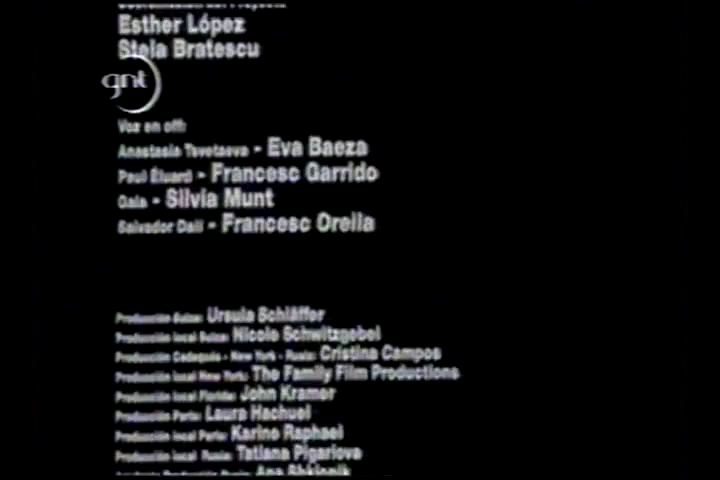 Esther López
Stela Bratescu
gnt
Voz en off:
Anastasia Tsvetaeva - Eva Baeza
Paul Éluard - Francesc Garrido
Gala - Silvia Munt
Salvador Dalí - Francesc Orella
Producción Suiza: Ursula Schläffer
Producción local Suiza: Nicole Schwitzgebel
Producción Cadaqués - New York - Rusia: Cristina Campos
Producción local New York: The Family Film Productions
Producción local Florida: John Kramer
Producción París: Laura Hachuel
Producción local París: Karine Raphael
Producción local Rusia: Tatiana Pigariova